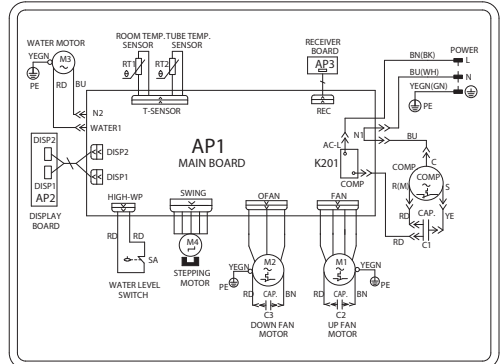 ROOM TEMP. TUBE TEMP.
SENSOR SENSOR
WATER MOTOR
YEGN
M3
PE
RD
BU
RT1
RT2
θ
θ
T-SENSOR
RECEIVER
BOARD
AP3
REC
BN(BK)
POWER
L
BU(WH)
N
YEGN(GN)
PE
N2
WATER1
AP1
MAIN BOARD
AC-L
N1
K201
COMP
BU
C
COMP.
COMP
R(M)
S
RD
CAP.
YE
RD
C1
DISP2
DISP1
AP2
DISPLAY
BOARD
DISP2
DISP1
HIGH-WP
RD RD
SA
WATER LEVEL
SWITCH
SWING
M4
STEPPING
MOTOR
OFAN
YEGN
M2
PE
RD CAP. BN
C3
DOWN FAN
MOTOR
FAN
M1
YEGN
PE
RD CAP. BN
C2
UP FAN
MOTOR